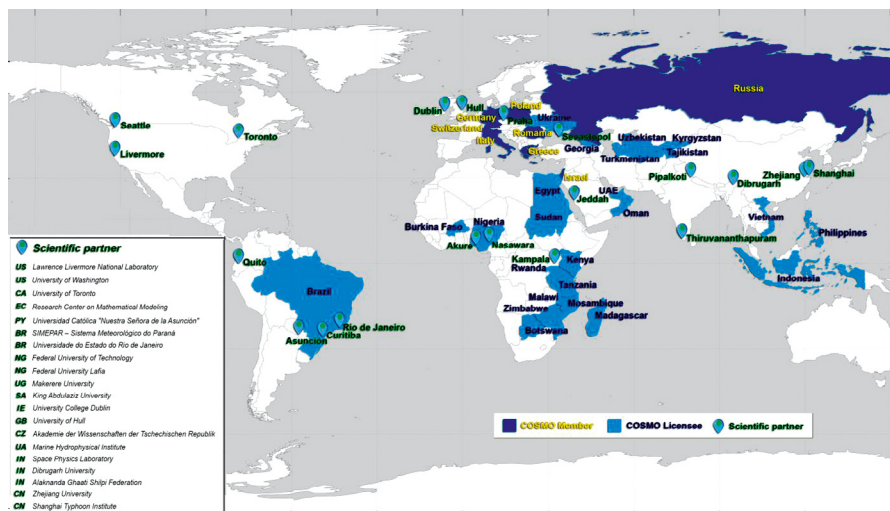 Russia
Dublin
Hull
Poland
Germany
Praha
Ukraine
Switzerland
Romania
Sevastopol
Italy
Greece
Georgia
Uzbekistan
Kyrgyzstan
Turkmenistan
Tajikistan
Seattle
Toronto
Livermore
Israel
Pipalkoti
Zhejiang
Shanghai
Dibrugarh
Egypt
Jeddah
UAE
Oman
Sudan
Vietnam
Philippines
Burkina Faso
Nigeria
Akure
Nasawara
Thiruvananthapuram
Quito
Kampala
Kenya
Rwanda
Indonesia
Brazil
Tanzania
Malawi
Mosambique
Zimbabwe
Madagascar
Botswana
Rio de Janeiro
Asunción
Curitiba
Scientific partner
US Lawrence Livermore National Laboratory
US University of Washington
CA University of Toronto
EC Research Center on Mathematical Modeling
PY Universidad Católica "Nuestra Señora de la Asunción"
BR SIMEPAR – Sistema Meteorológico do Paraná
BR Universidade do Estado do Rio de Janeiro
NG Federal University of Technology
NG Federal University Lafia
UG Makerere University
SA King Abdulaziz University
IE University College Dublin
GB University of Hull
CZ Akademie der Wissenschaften der Tschechischen Republik
UA Marine Hydrophysical Institute
IN Space Physics Laboratory
IN Dibrugarh University
IN Alaknanda Ghaati Shilpi Federation
CN Zhejiang University
CN Shanghai Typhoon Institute
COSMO Member
COSMO Licensee
Scientific partner